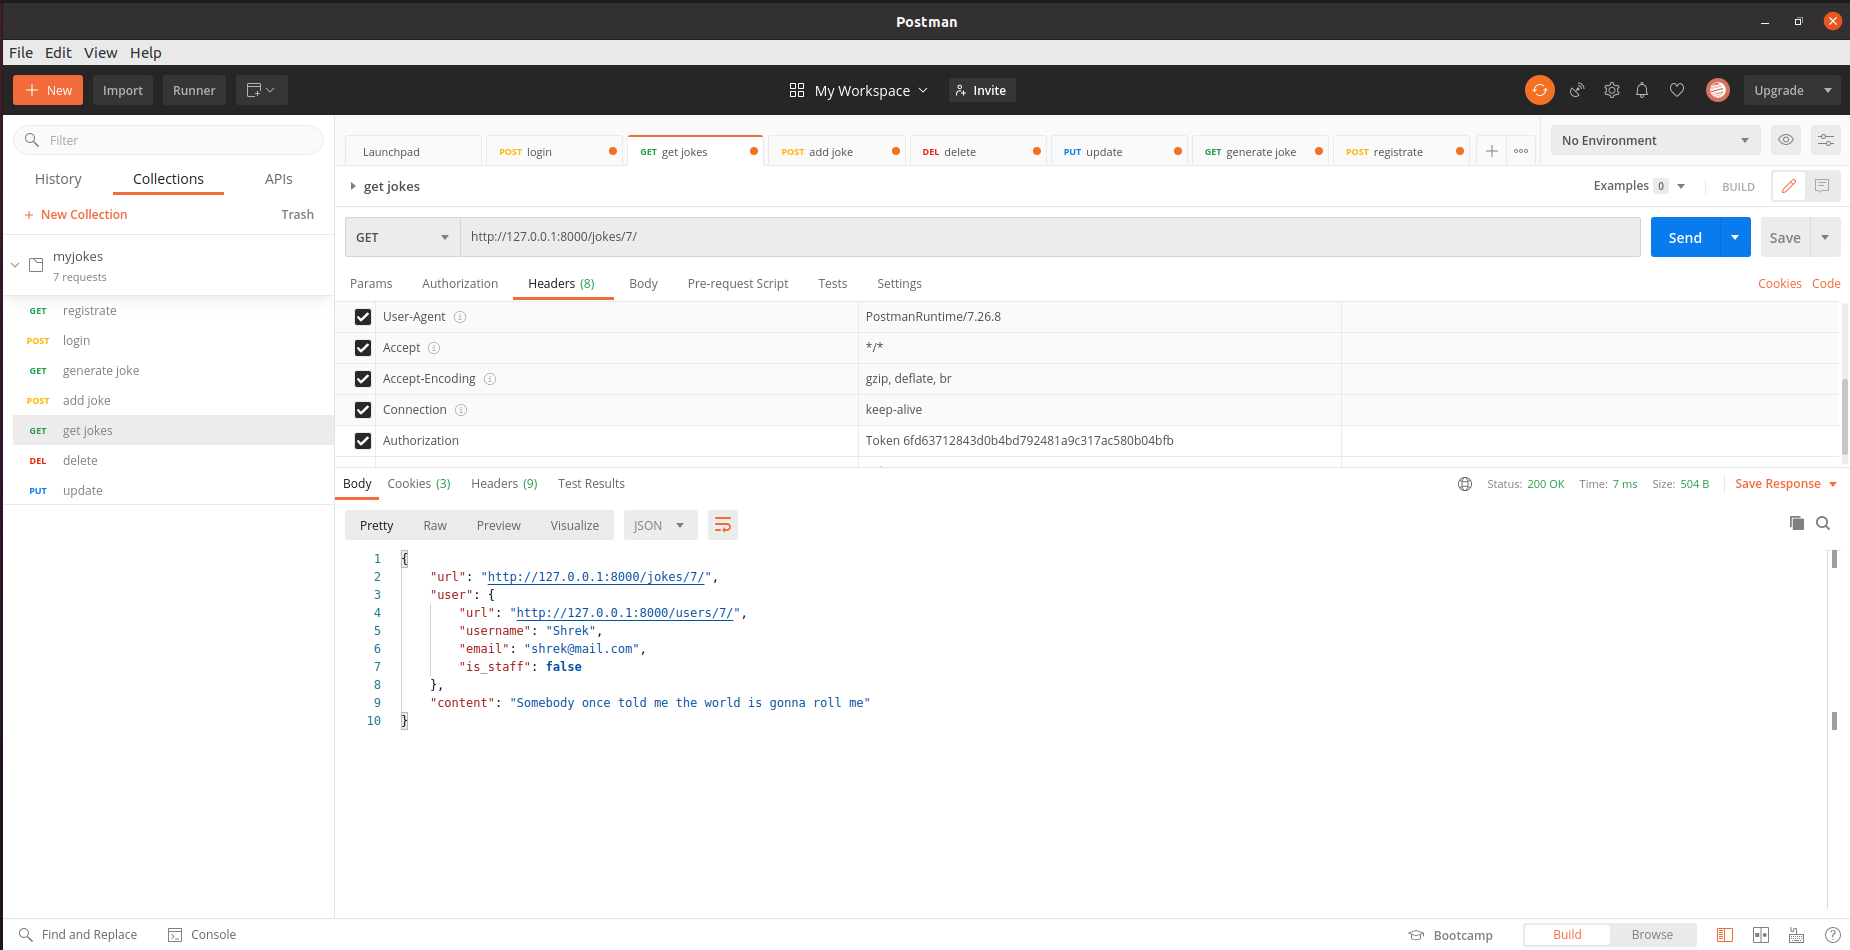 Postman
File Edit View Help
New Import Runner My Workspace Invite Upgrade
Filter
History Collections APIs
New Collection Trash
myjokes
7 requests
GET registrate
POST login
GET generate joke
POST add joke
GET get jokes
DEL delete
PUT update
Launchpad POST login GET get jokes POST add joke DEL delete PUT update GET generate joke POST registrate No Environment
get jokes Examples 0 BUILD
GET http://127.0.0.1:8000/jokes/7/ Send Save
Params Authorization Headers (8) Body Pre-request Script Tests Settings Cookies Code
User-Agent PostmanRuntime/7.26.8
Accept */*
Accept-Encoding gzip, deflate, br
Connection keep-alive
Authorization Token 6fd63712843d0b4bd792481a9c317ac580b04bfb
Body Cookies (3) Headers (9) Test Results Status: 200 OK Time: 7 ms Size: 504 B Save Response
Pretty Raw Preview Visualize JSON
1 {
2 "url": "http://127.0.0.1:8000/jokes/7/",
3 "user": {
4 "url": "http://127.0.0.1:8000/users/7/",
5 "username": "Shrek",
6 "email": "shrek@mail.com",
7 "is_staff": false
8 },
9 "content": "Somebody once told me the world is gonna roll me"
10 }
Find and Replace Console Bootcamp Build Browse